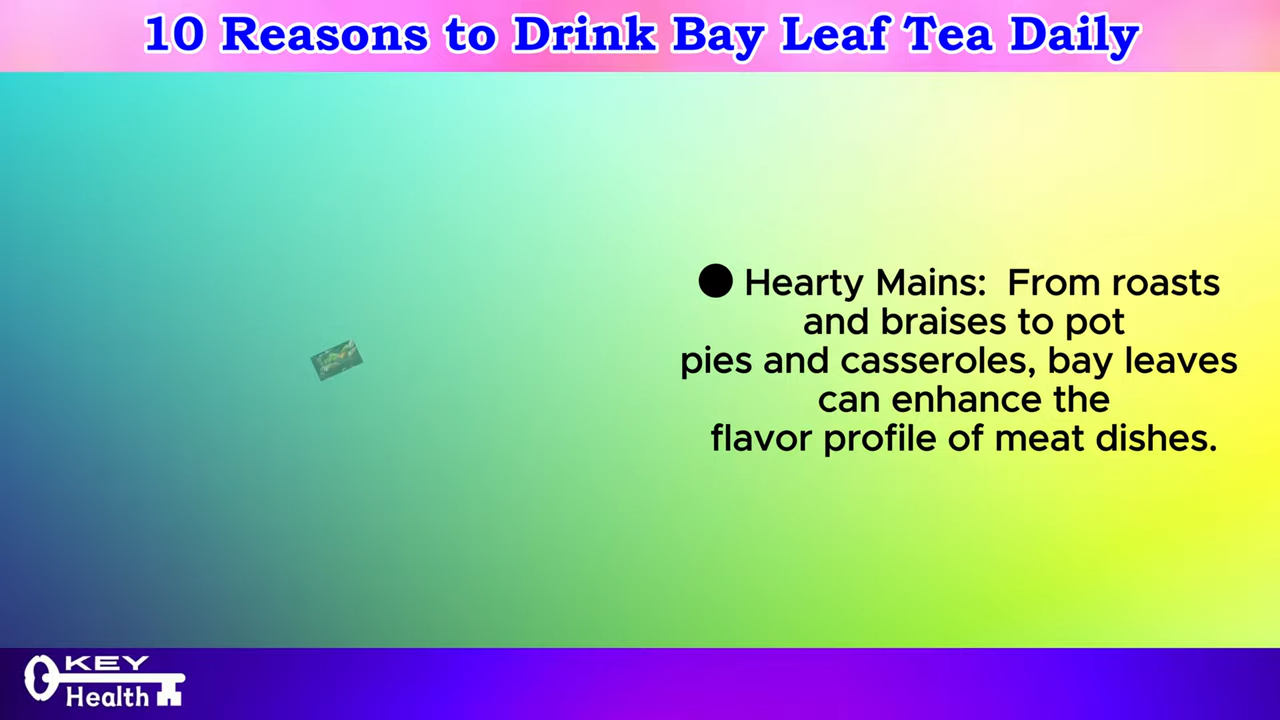 10 Reasons to Drink Bay Leaf Tea Daily
● Hearty Mains:  From roasts
and braises to pot
pies and casseroles, bay leaves
can enhance the
flavor profile of meat dishes.
KEY
Health